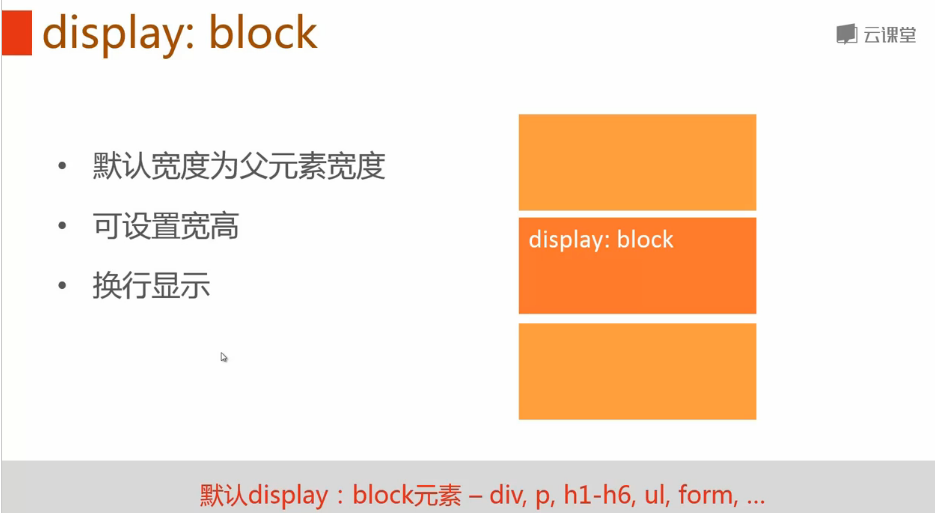 display: block
云课堂
• 默认宽度为父元素宽度
• 可设置宽高
• 换行显示
display: block
默认display：block元素 – div, p, h1-h6, ul, form, ...